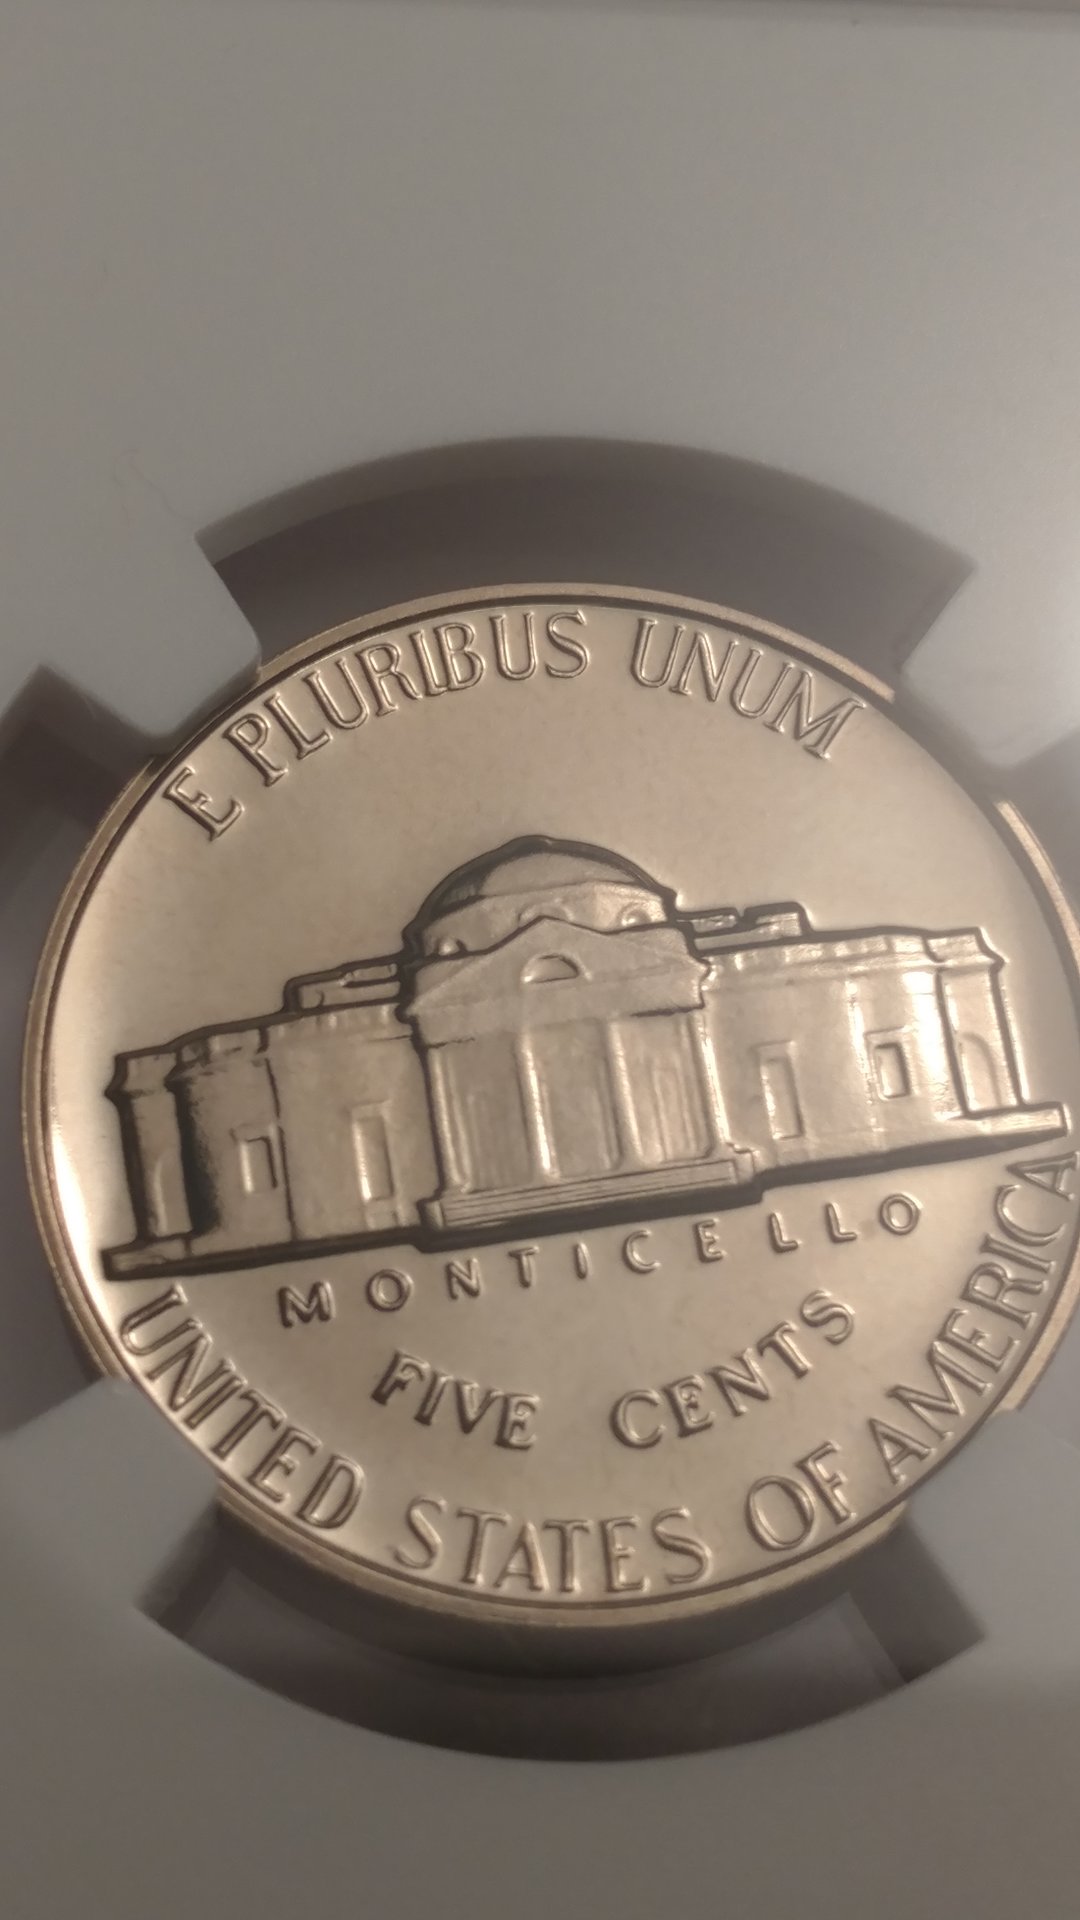 E PLURIBUS UNUM
MONTICELLO
FIVE CENTS
UNITED STATES OF AMERICA